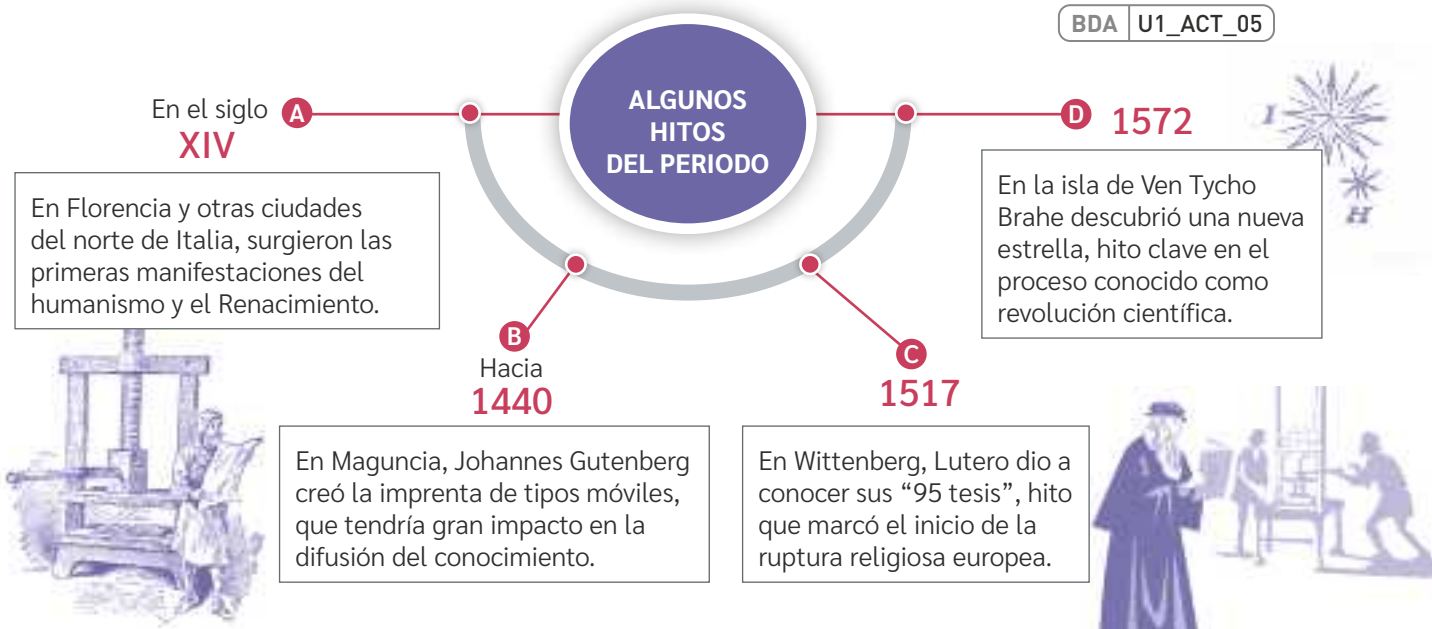 BDA U1_ACT_05
ALGUNOS
HITOS
DEL PERIODO
En el siglo A
XIV
En Florencia y otras ciudades
del norte de Italia, surgieron las
primeras manifestaciones del
humanismo y el Renacimiento.
B
Hacia
1440
En Maguncia, Johannes Gutenberg
creó la imprenta de tipos móviles,
que tendría gran impacto en la
difusión del conocimiento.
C
1517
En Wittenberg, Lutero dio a
conocer sus “95 tesis”, hito
que marcó el inicio de la
ruptura religiosa europea.
D 1572
En la isla de Ven Tycho
Brahe descubrió una nueva
estrella, hito clave en el
proceso conocido como
revolución científica.
I
H